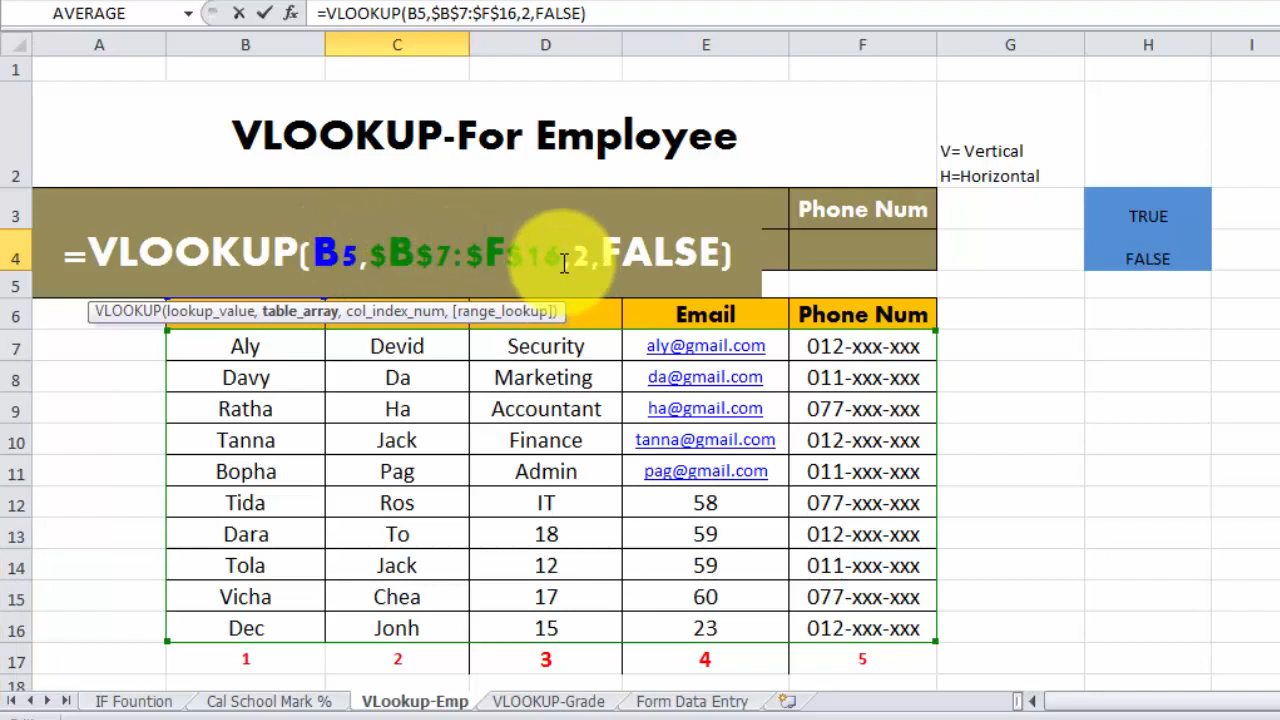 AVERAGE fx =VLOOKUP(B5,$B$7:$F$16,2,FALSE)
A B C D E F G H I
1
VLOOKUP-For Employee
V= Vertical
2 H=Horizontal
3 Phone Num TRUE
4 =VLOOKUP(B5,$B$7:$F$16,2,FALSE) FALSE
5
VLOOKUP(lookup_value, table_array, col_index_num, [range_lookup])
6 Email Phone Num
7 Aly Devid Security aly@gmail.com 012-xxx-xxx
8 Davy Da Marketing da@gmail.com 011-xxx-xxx
9 Ratha Ha Accountant ha@gmail.com 077-xxx-xxx
10 Tanna Jack Finance tanna@gmail.com 012-xxx-xxx
11 Bopha Pag Admin pag@gmail.com 011-xxx-xxx
12 Tida Ros IT 58 077-xxx-xxx
13 Dara To 18 59 012-xxx-xxx
14 Tola Jack 12 59 011-xxx-xxx
15 Vicha Chea 17 60 077-xxx-xxx
16 Dec Jonh 15 23 012-xxx-xxx
17 1 2 3 4 5
18
IF Fountion Cal School Mark % VLookup-Emp VLOOKUP-Grade Form Data Entry